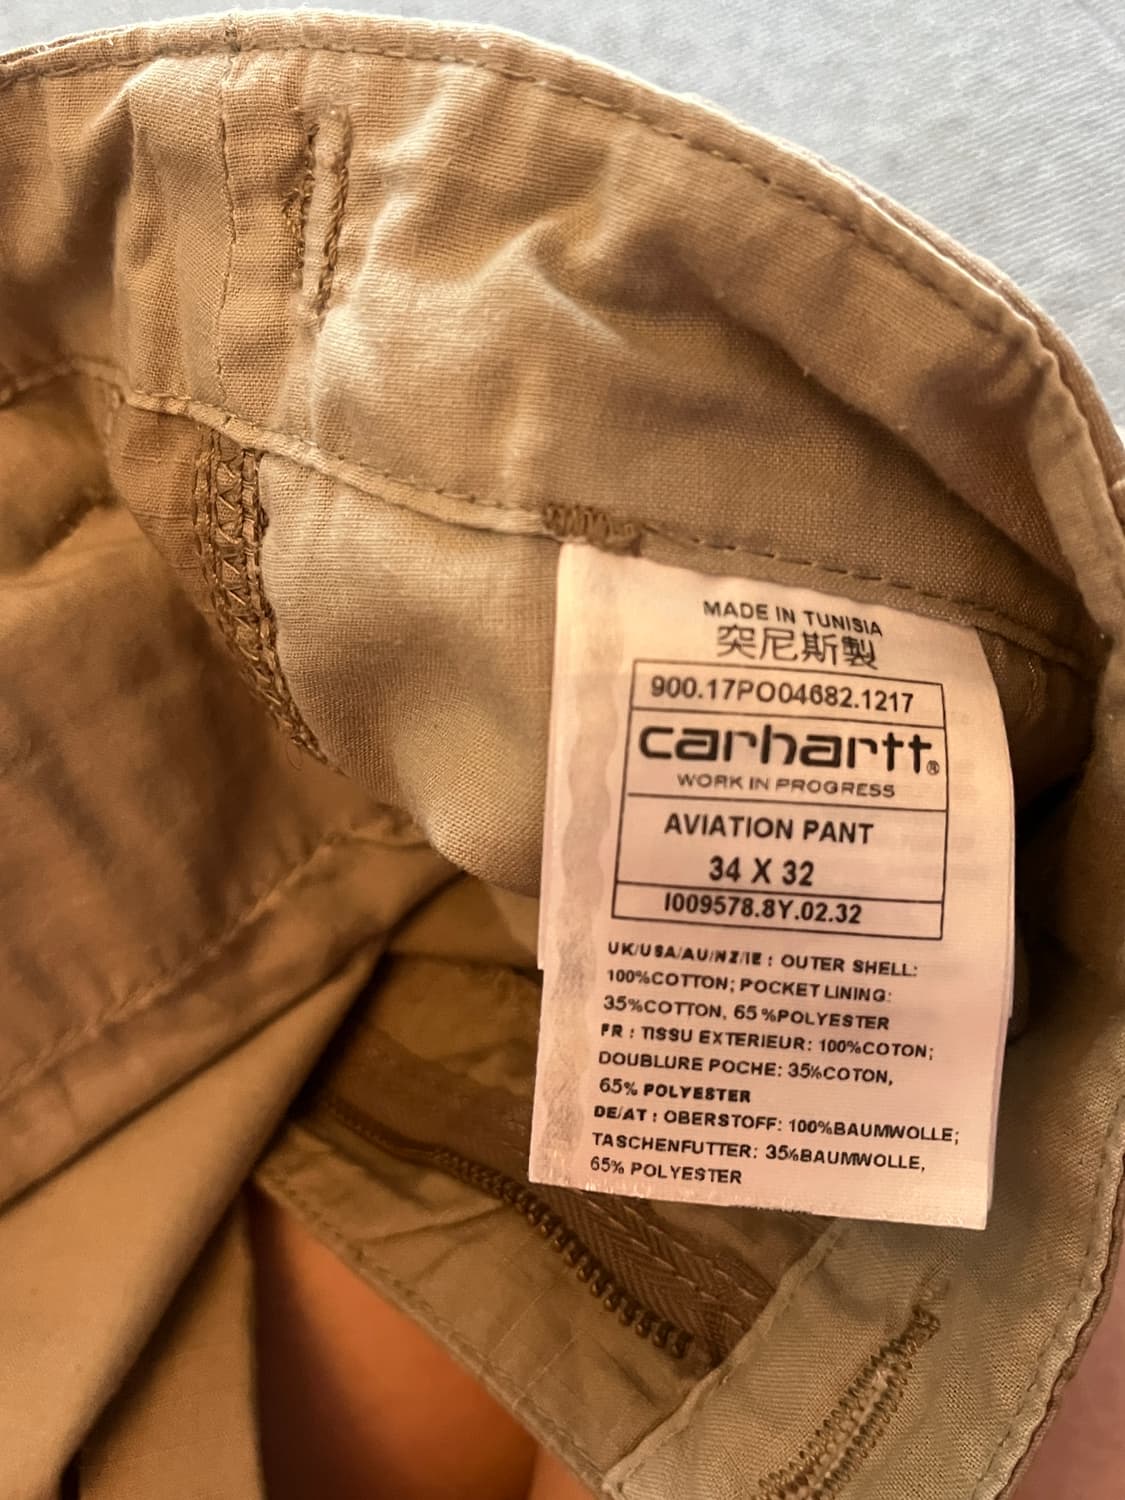 MADE IN TUNISIA
突尼斯製
900.17PO04682.1217
carhartt®
WORK IN PROGRESS
AVIATION PANT
34 X 32
I009578.8Y.02.32
UK/USA/AU/NZ/IE : OUTER SHELL:
100%COTTON; POCKET LINING:
35%COTTON, 65%POLYESTER
FR : TISSU EXTERIEUR: 100%COTON;
DOUBLURE POCHE: 35%COTON,
65% POLYESTER
DE/AT : OBERSTOFF: 100%BAUMWOLLE;
TASCHENFUTTER: 35%BAUMWOLLE,
65% POLYESTER